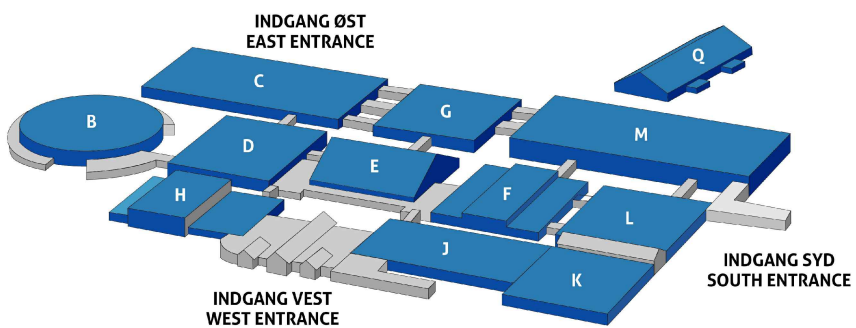 INDGANG ØST
EAST ENTRANCE
C
Q
G
B
M
D
E
H
F
L
J
K
INDGANG SYD
SOUTH ENTRANCE
INDGANG VEST
WEST ENTRANCE